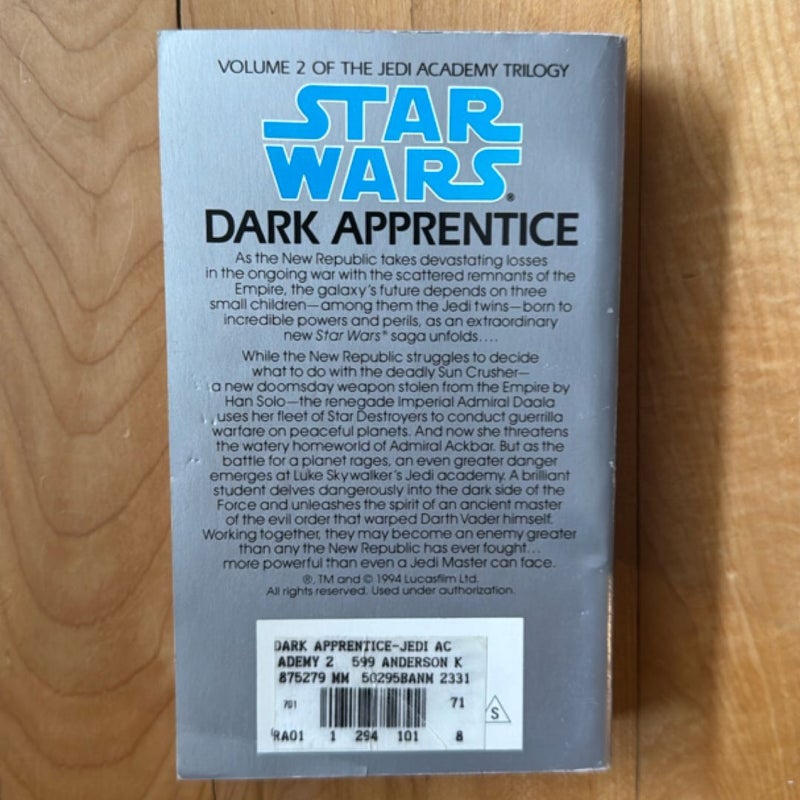 VOLUME 2 OF THE JEDI ACADEMY TRILOGY
STAR
WARS®
DARK APPRENTICE
As the New Republic takes devastating losses
in the ongoing war with the scattered remnants of the
Empire, the galaxy's future depends on three
small children—among them the Jedi twins—born to
incredible powers and perils, as an extraordinary
new Star Wars® saga unfolds....
While the New Republic struggles to decide
what to do with the deadly Sun Crusher—
a new doomsday weapon stolen from the Empire by
Han Solo—the renegade Imperial Admiral Daala
uses her fleet of Star Destroyers to conduct guerrilla
warfare on peaceful planets. And now she threatens
the watery homeworld of Admiral Ackbar. But as the
battle for a planet rages, an even greater danger
emerges at Luke Skywalker's Jedi academy. A brilliant
student delves dangerously into the dark side of the
Force and unleashes the spirit of an ancient master
of the evil order that warped Darth Vader himself.
Working together, they may become an enemy greater
than any the New Republic has ever fought...
more powerful than even a Jedi Master can face.
®, TM and © 1994 Lucasfilm Ltd.
All rights reserved. Used under authorization.
DARK APPRENTICE-JEDI AC
ADEMY 2 599 ANDERSON K
875279 MM 50295BANM 2331
701 71
S
RA01 1 294 101 8